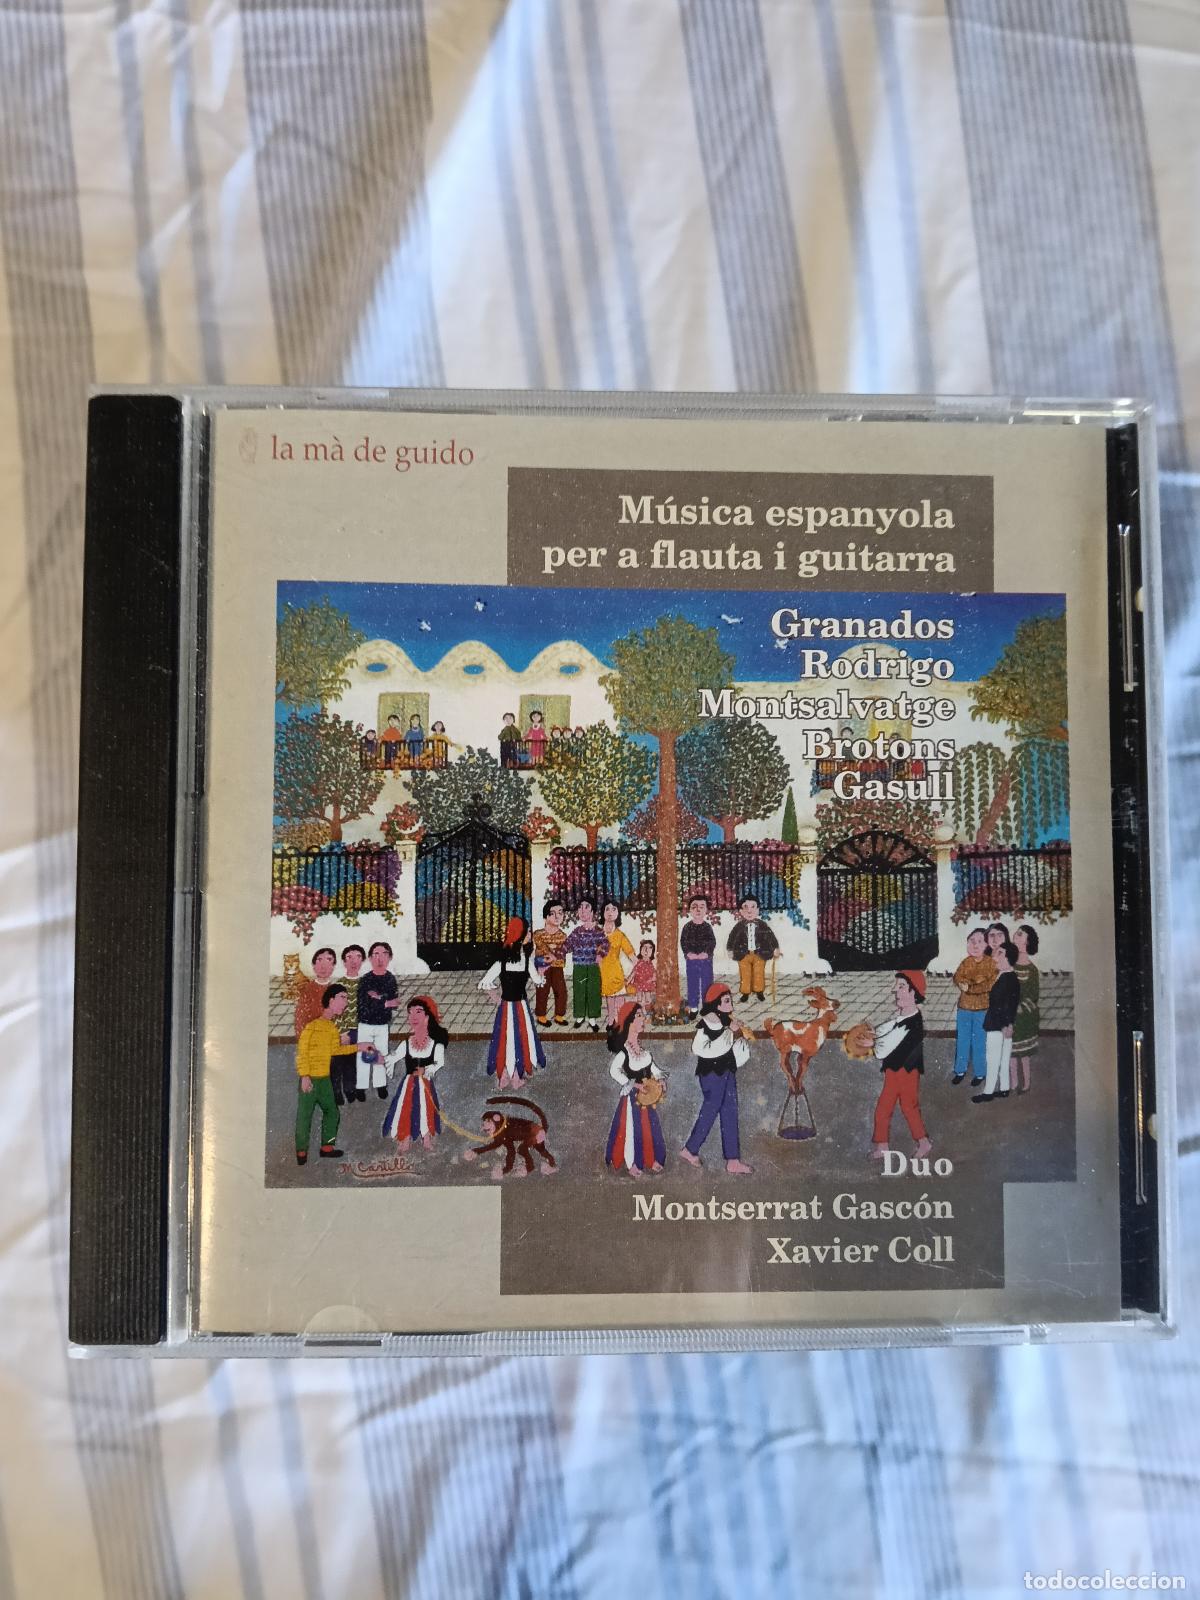 la mà de guido
Música espanyola
per a flauta i guitarra
Granados
Rodrigo
Montsalvatge
Brotons
Gasull
M Castillo
Duo
Montserrat Gascón
Xavier Coll
todocoleccion